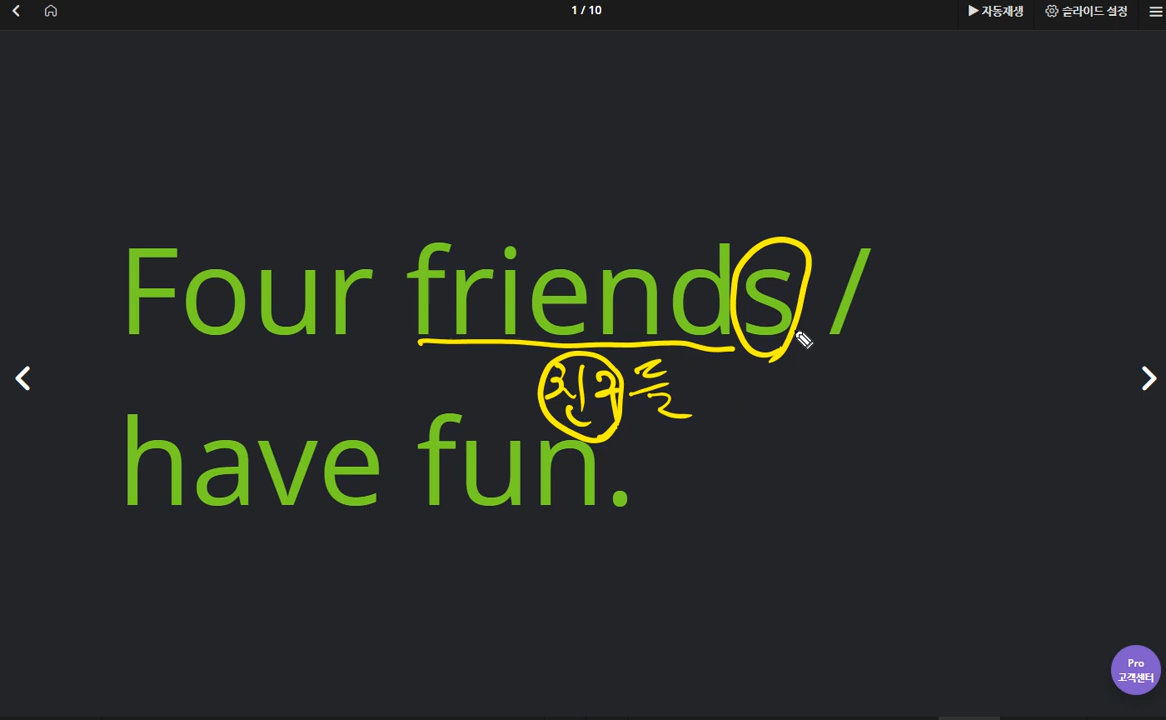 1 / 10
▶ 자동재생
슬라이드 설정
Four friends /
친구들
have fun.
Pro
고객센터